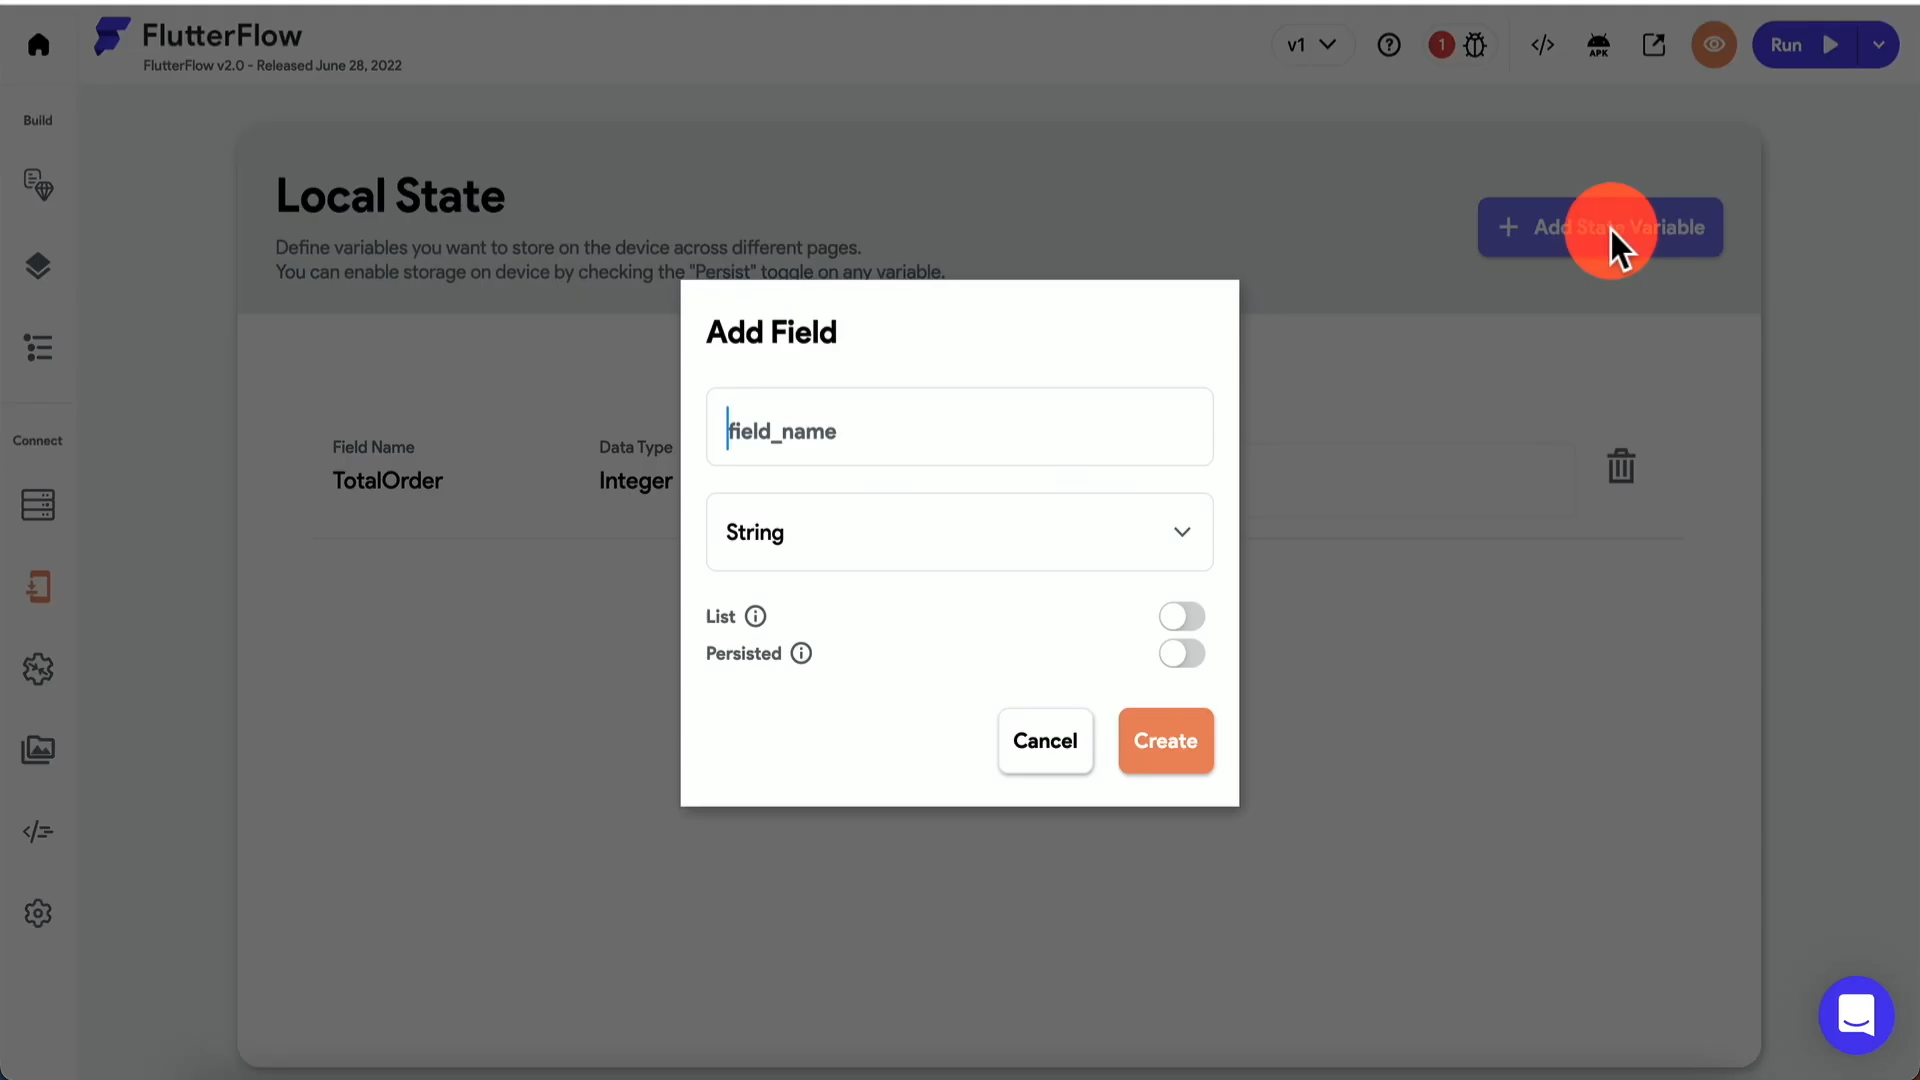 FlutterFlow
FlutterFlow v2.0 - Released June 28, 2022
v1
1
APK
Run
Build
Connect
Local State
Define variables you want to store on the device across different pages.
You can enable storage on device by checking the "Persist" toggle on any variable.
+ Add State Variable
Field Name
TotalOrder
Data Type
Integer
Add Field
field_name
String
List
Persisted
Cancel
Create